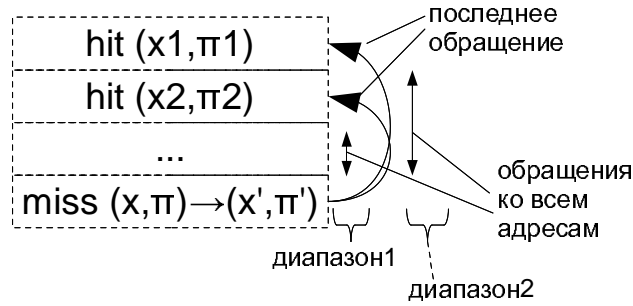 hit (x1,π1)
hit (x2,π2)
...
miss (x,π)→(x',π')
последнее
обращение
обращения
ко всем
адресам
диапазон1
диапазон2